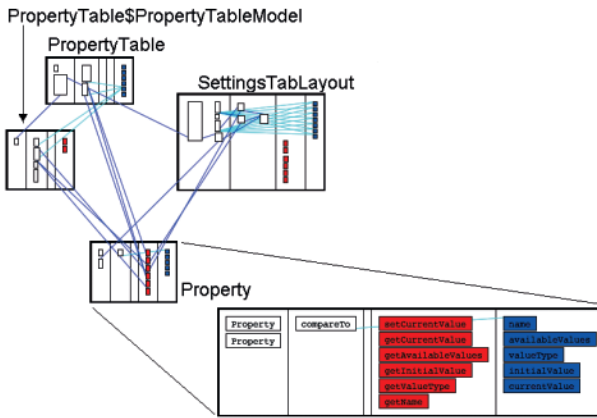 PropertyTable$PropertyTableModel
PropertyTable
SettingsTabLayout
Property
Property compareTo setCurrentValue name
Property getCurrentValue availableValues
getAvailableValues valueType
getInitialValue initialValue
getValueType currentValue
getName